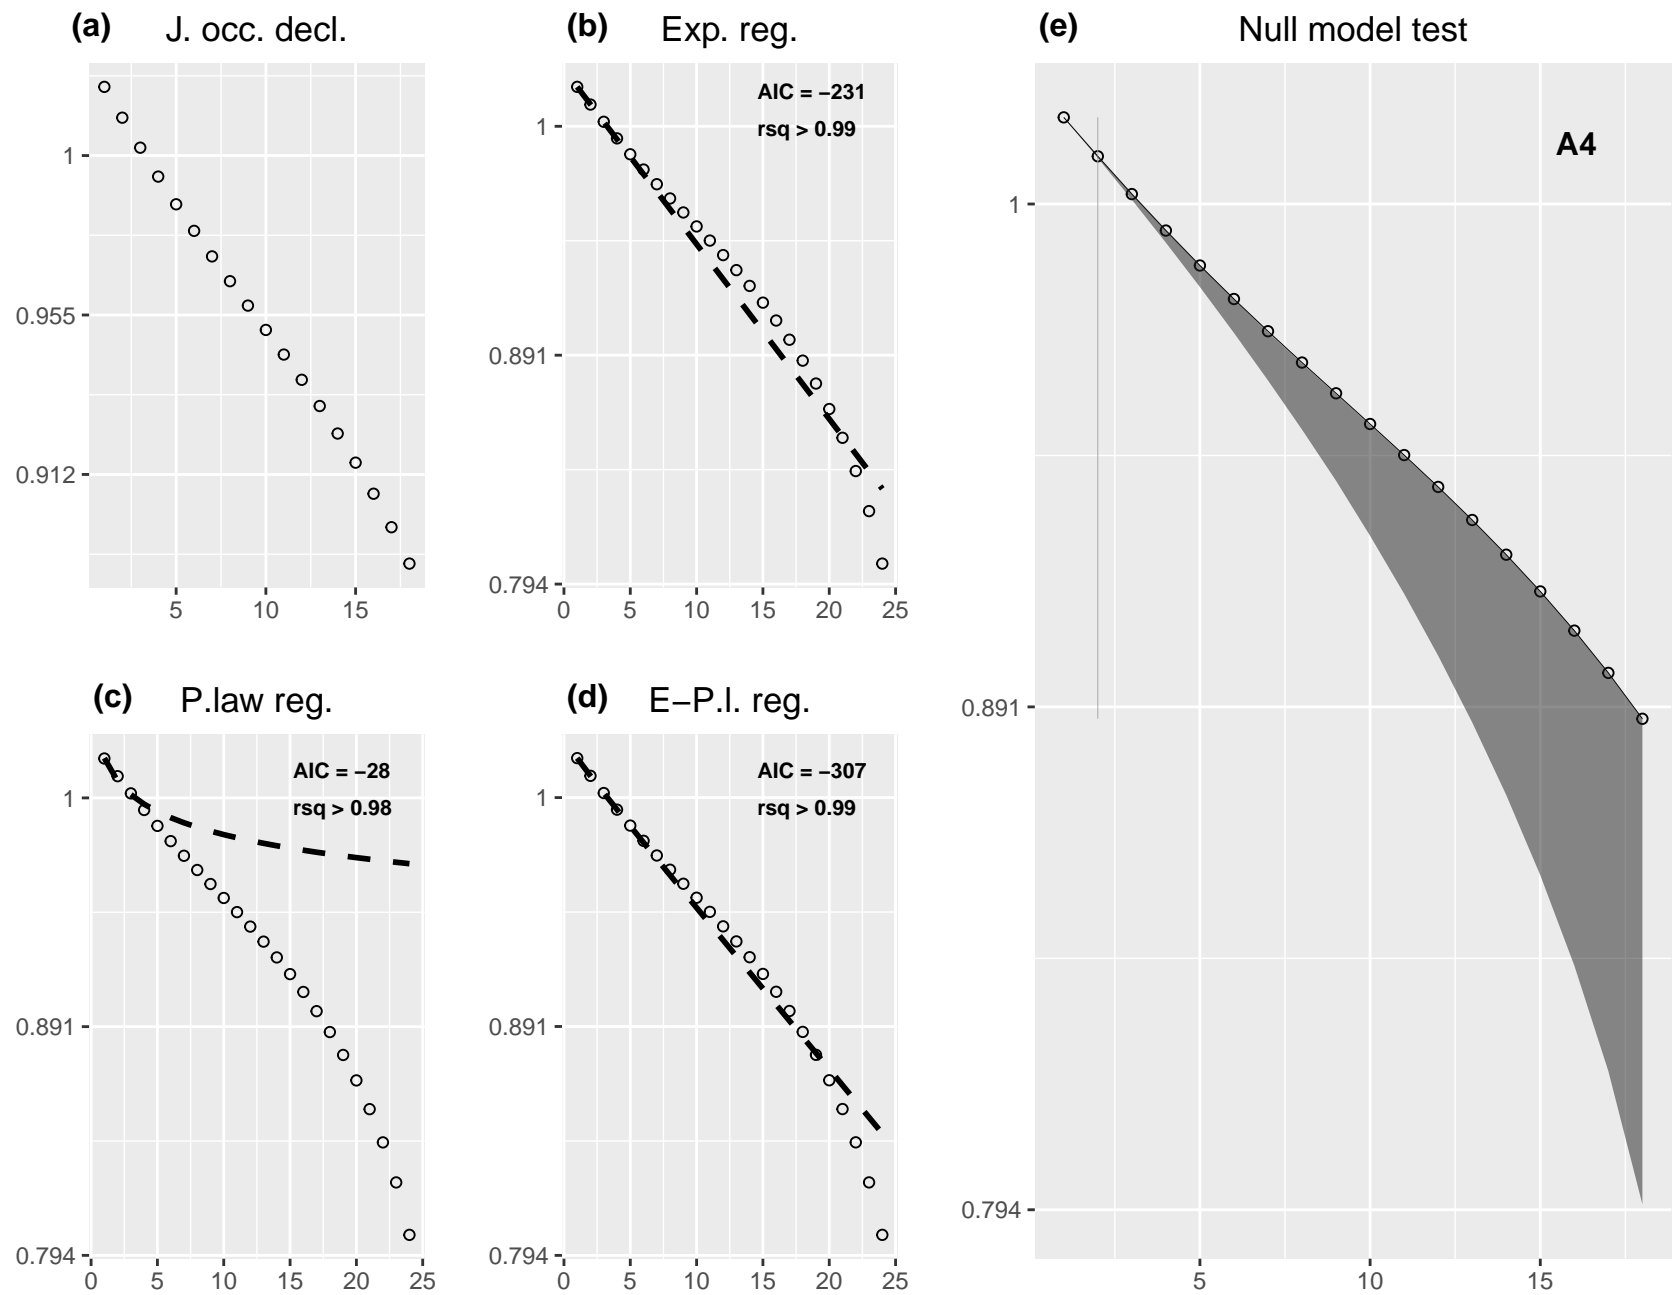 (a) J. occ. decl.
1
0.955
0.912
5 10 15
(b) Exp. reg.
AIC = −231
rsq > 0.99
1
0.891
0.794
0 5 10 15 20 25
(c) P.law reg.
AIC = −28
rsq > 0.98
1
0.891
0.794
0 5 10 15 20 25
(d) E−P.l. reg.
AIC = −307
rsq > 0.99
1
0.891
0.794
0 5 10 15 20 25
(e) Null model test
A4
1
0.891
0.794
5 10 15